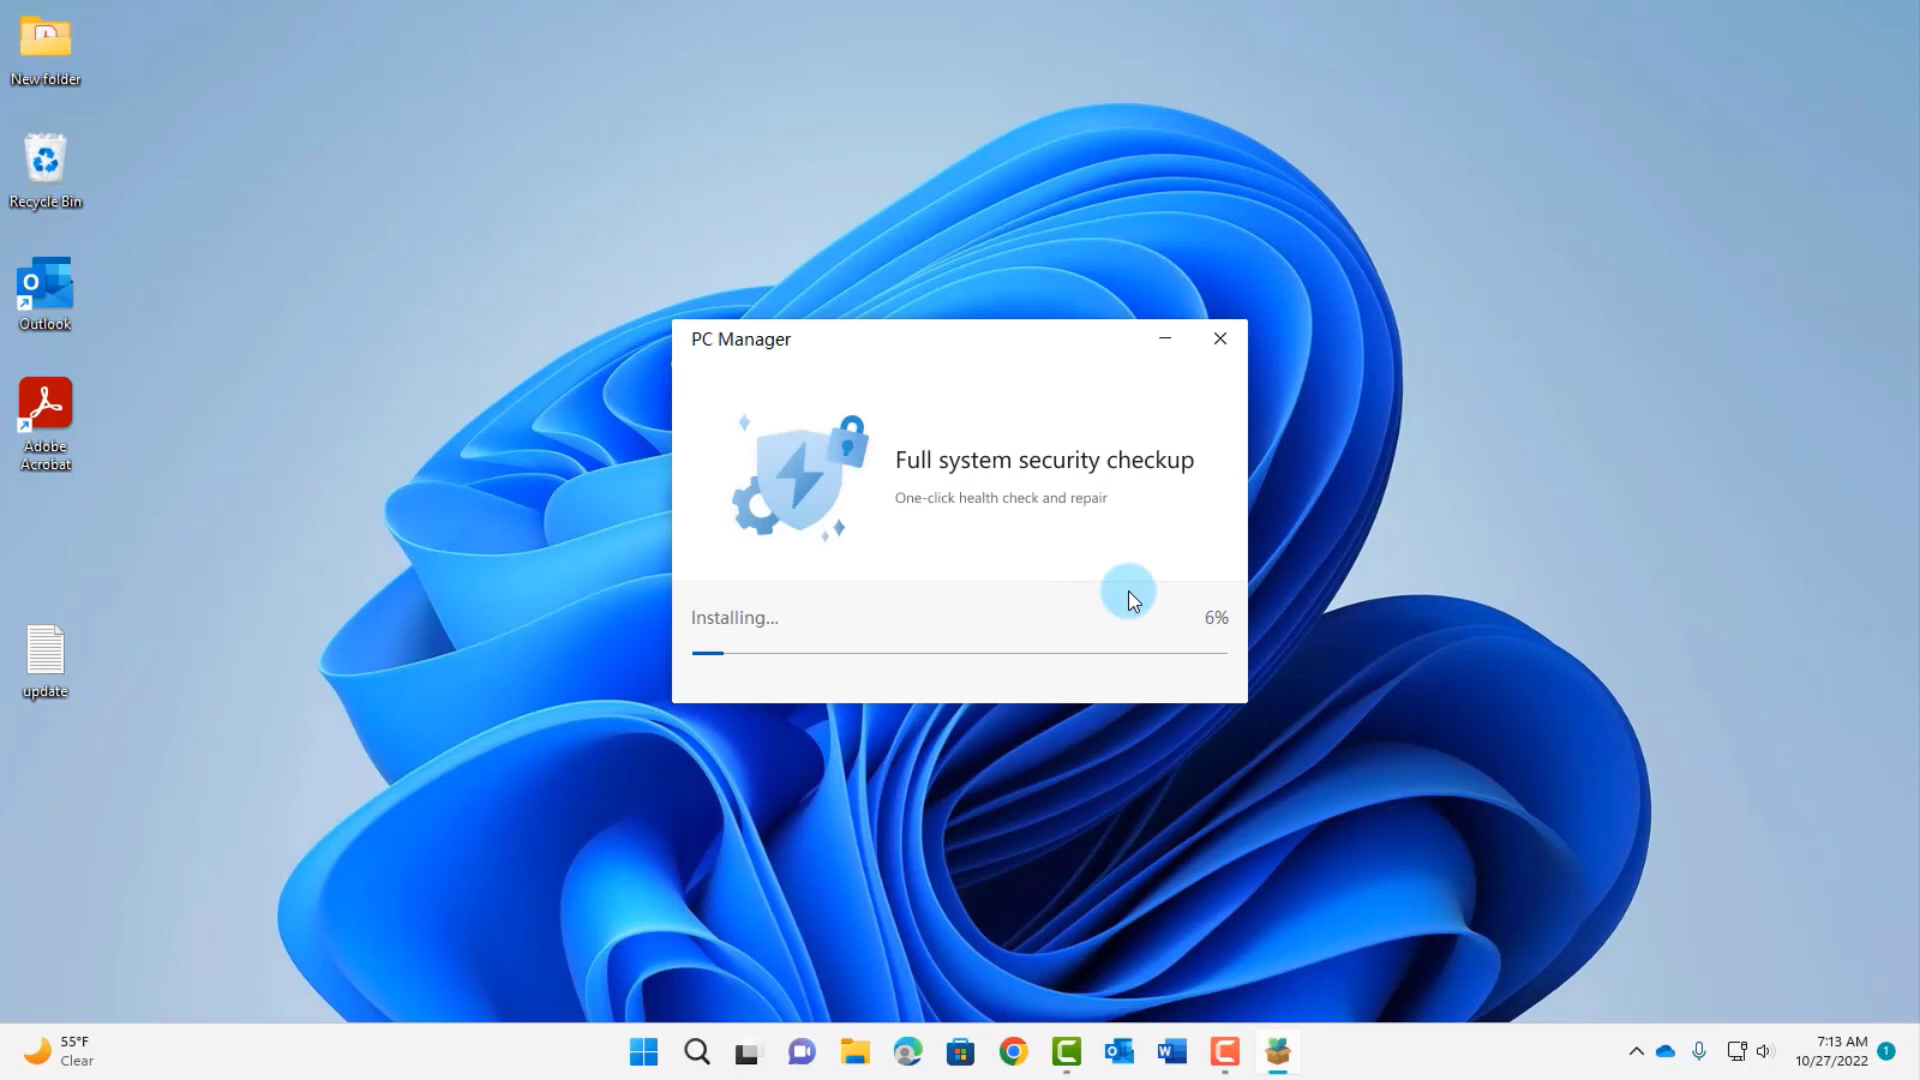 New folder
Recycle Bin
Outlook
Adobe
Acrobat
update
PC Manager
Full system security checkup
One-click health check and repair
Installing...
6%
55°F
Clear
7:13 AM
10/27/2022
1